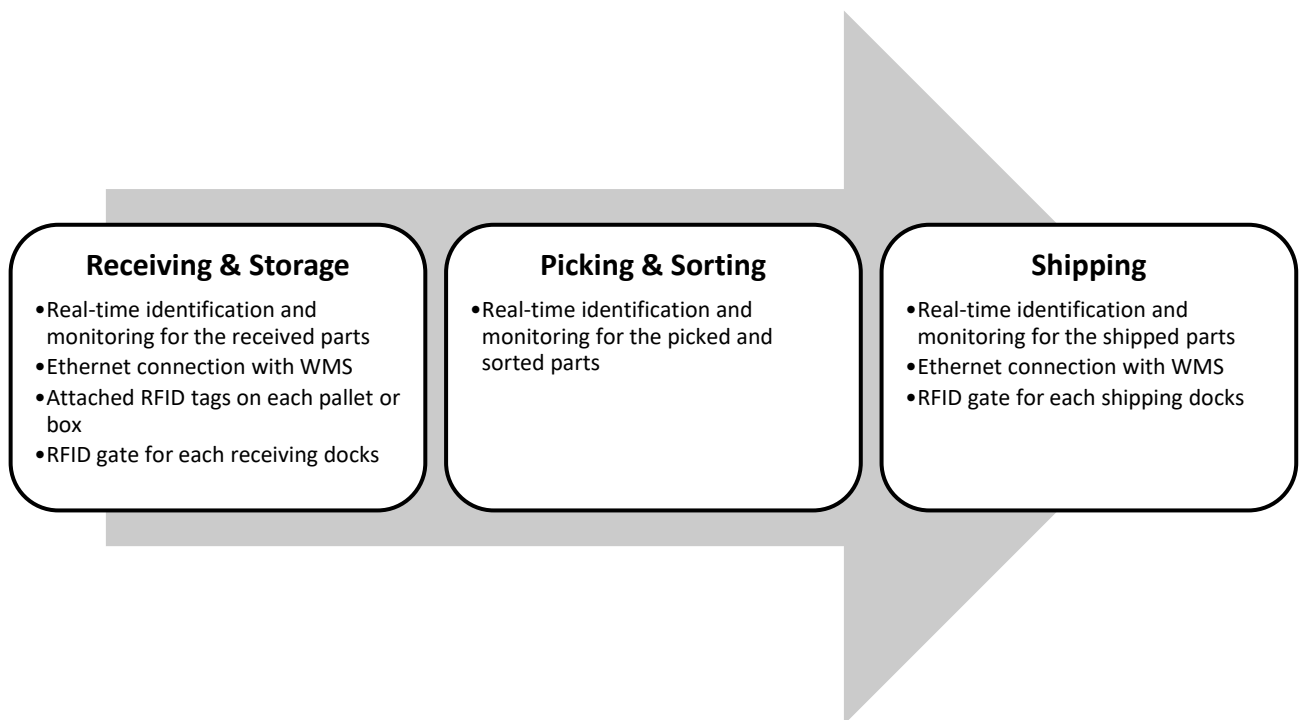 Receiving & Storage
•Real-time identification and
monitoring for the received parts
•Ethernet connection with WMS
•Attached RFID tags on each pallet or
box
•RFID gate for each receiving docks
Picking & Sorting
•Real-time identification and
monitoring for the picked and
sorted parts
Shipping
•Real-time identification and
monitoring for the shipped parts
•Ethernet connection with WMS
•RFID gate for each shipping docks